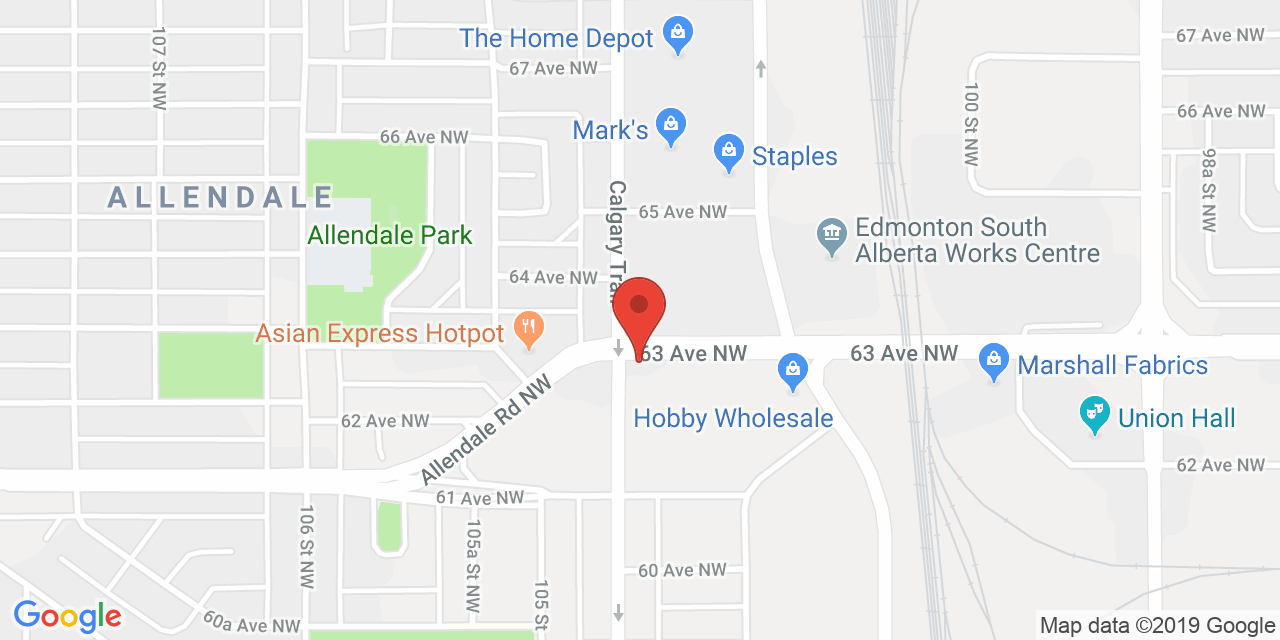 67 Ave NW
107 St NW
The Home Depot
67 Ave NW
100 St NW
66 Ave NW
Mark's
66 Ave NW
Staples
98a St NW
ALLENDALE
Calgary Trail
65 Ave NW
Allendale Park
Edmonton South
Alberta Works Centre
64 Ave NW
Asian Express Hotpot
63 Ave NW
63 Ave NW
Marshall Fabrics
Hobby Wholesale
Union Hall
62 Ave NW
Allendale Rd NW
62 Ave NW
61 Ave NW
106 St NW
105a St NW
105 St
60 Ave NW
Google
60a Ave NW
Map data ©2019 Google